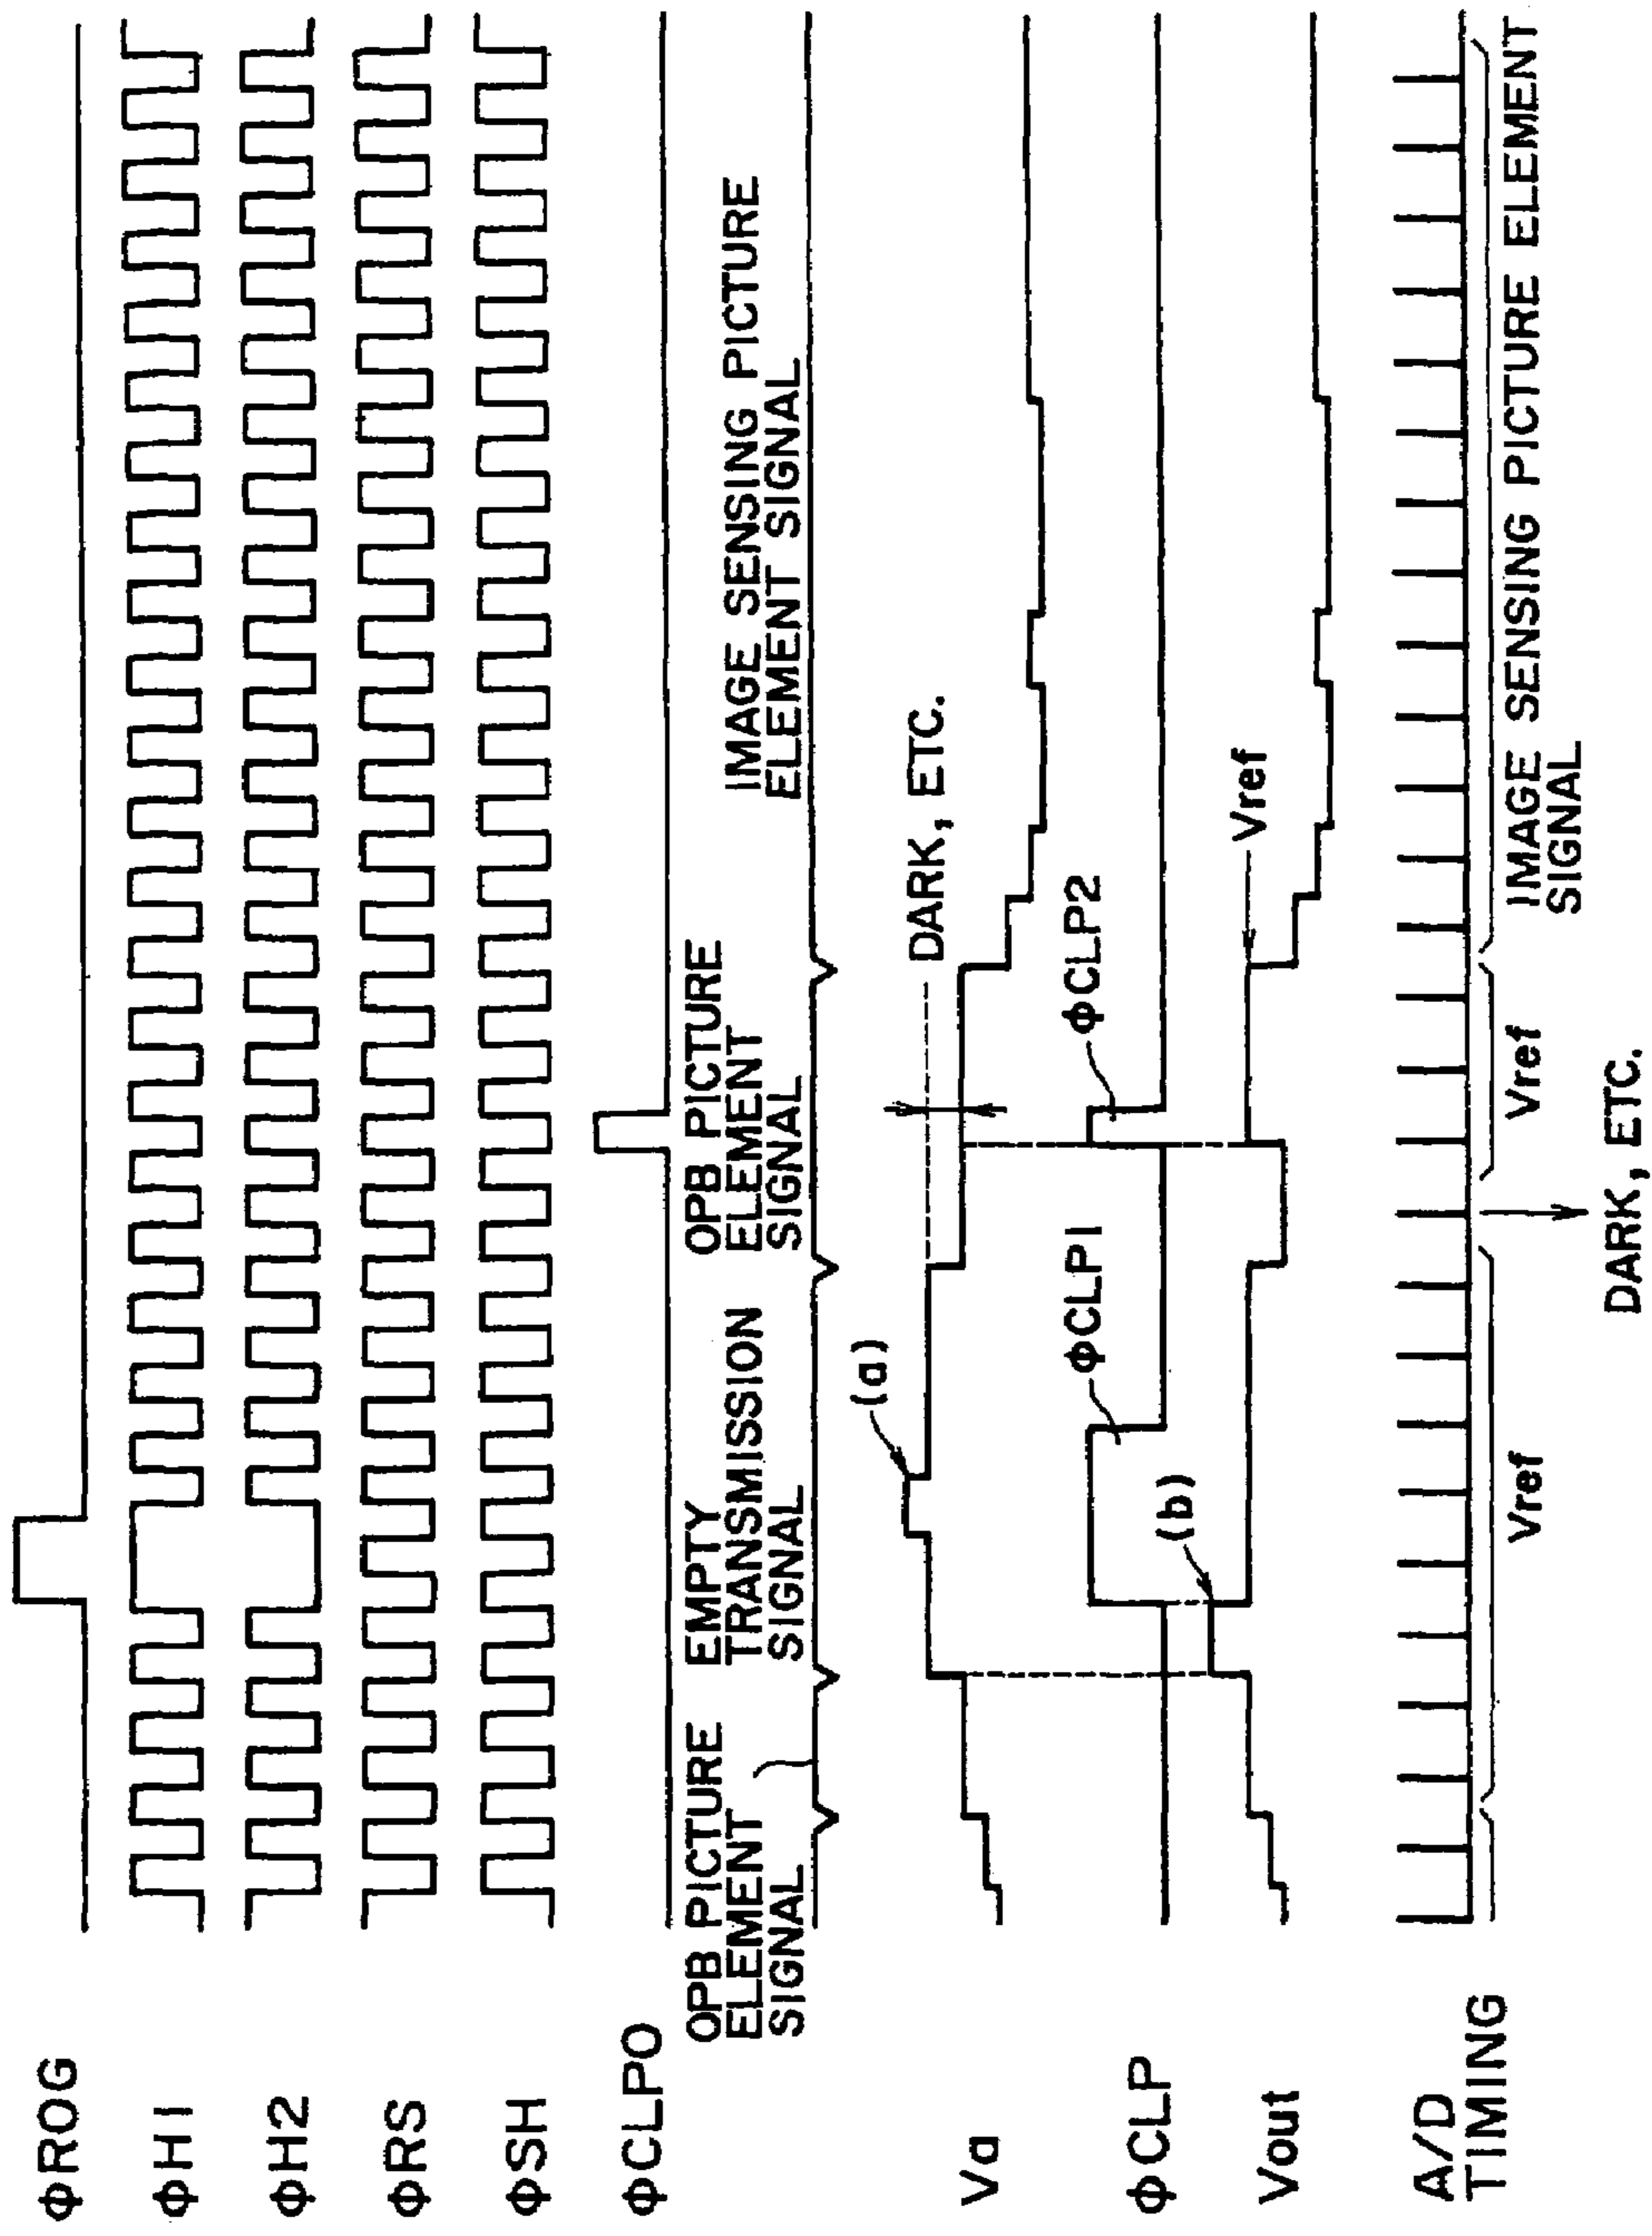 ΦROG
ΦH1
ΦH2
ΦRS
ΦSH
ΦCLPO
OPB PICTURE
ELEMENT
SIGNAL
EMPTY
TRANSMISSION
SIGNAL
OPB PICTURE
ELEMENT
SIGNAL
IMAGE SENSING PICTURE
ELEMENT SIGNAL
Va
(a)
DARK, ETC.
ΦCLP
ΦCLP1
ΦCLP2
Vout
(b)
Vref
A/D
TIMING
Vref
Vref
IMAGE SENSING PICTURE ELEMENT
SIGNAL
DARK, ETC.